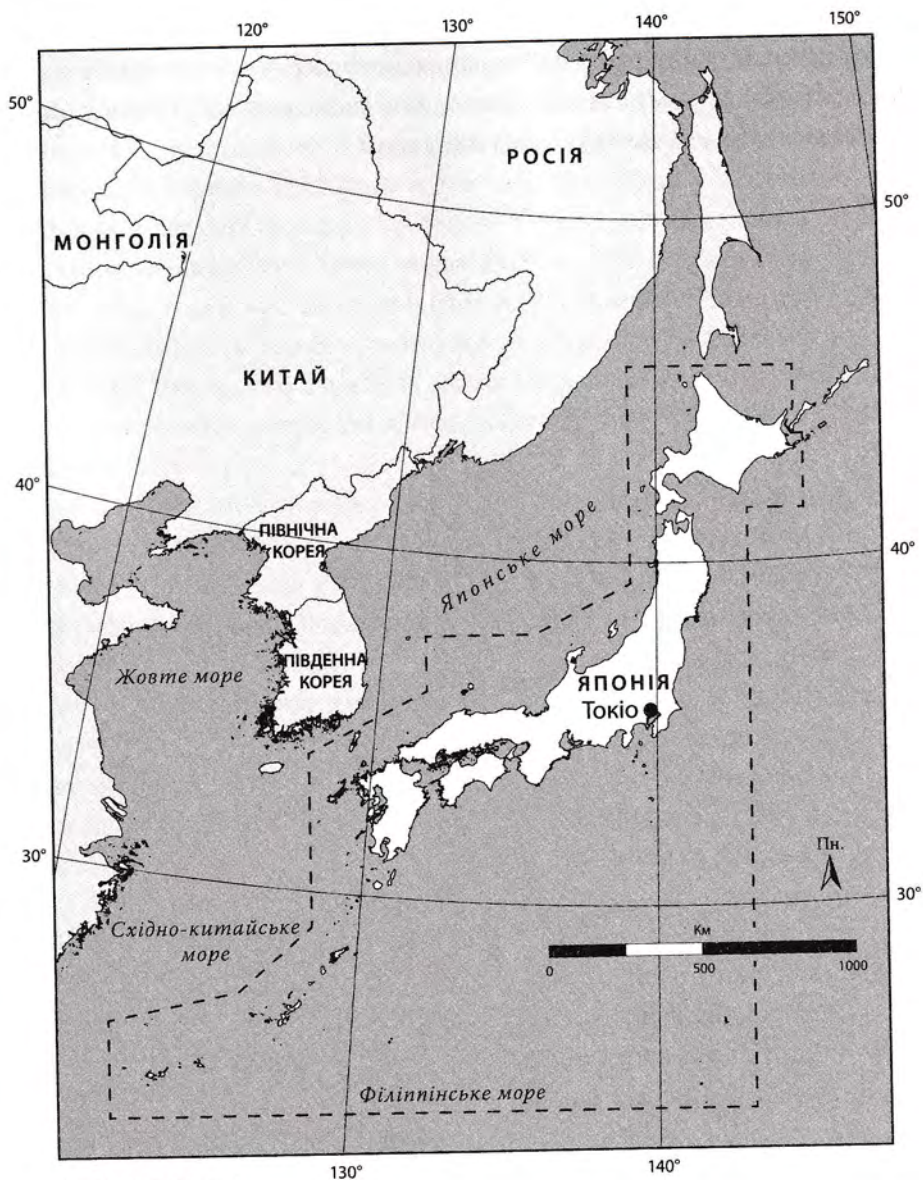 120°
130°
140°
150°
50°
РОСІЯ
50°
МОНГОЛІЯ
КИТАЙ
40°
ПІВНІЧНА
КОРЕЯ
Японське море
40°
Жовте море
ПІВДЕННА
КОРЕЯ
ЯПОНІЯ
Токіо
30°
Пн.
30°
Східно-китайське
море
Км
0
500
1000
Філіппінське море
130°
140°